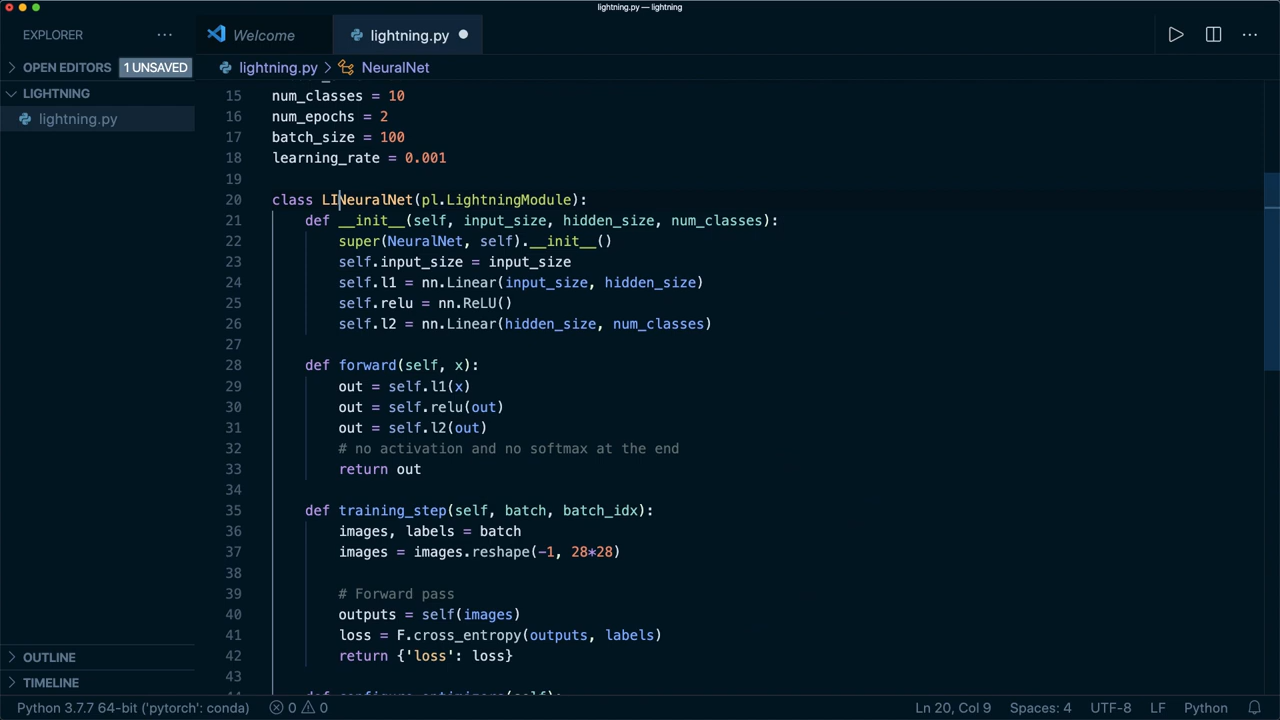 lightning.py — lightning
EXPLORER ···
Welcome
lightning.py
OPEN EDITORS 1 UNSAVED
lightning.py > NeuralNet
LIGHTNING
lightning.py
15 num_classes = 10
16 num_epochs = 2
17 batch_size = 100
18 learning_rate = 0.001
19
20 class LINeuralNet(pl.LightningModule):
21 def __init__(self, input_size, hidden_size, num_classes):
22 super(NeuralNet, self).__init__()
23 self.input_size = input_size
24 self.l1 = nn.Linear(input_size, hidden_size)
25 self.relu = nn.ReLU()
26 self.l2 = nn.Linear(hidden_size, num_classes)
27
28 def forward(self, x):
29 out = self.l1(x)
30 out = self.relu(out)
31 out = self.l2(out)
32 # no activation and no softmax at the end
33 return out
34
35 def training_step(self, batch, batch_idx):
36 images, labels = batch
37 images = images.reshape(-1, 28*28)
38
39 # Forward pass
40 outputs = self(images)
41 loss = F.cross_entropy(outputs, labels)
42 return {'loss': loss}
43
44 def configure_optimizers(self):
OUTLINE
TIMELINE
Python 3.7.7 64-bit ('pytorch': conda) 0 0 Ln 20, Col 9 Spaces: 4 UTF-8 LF Python